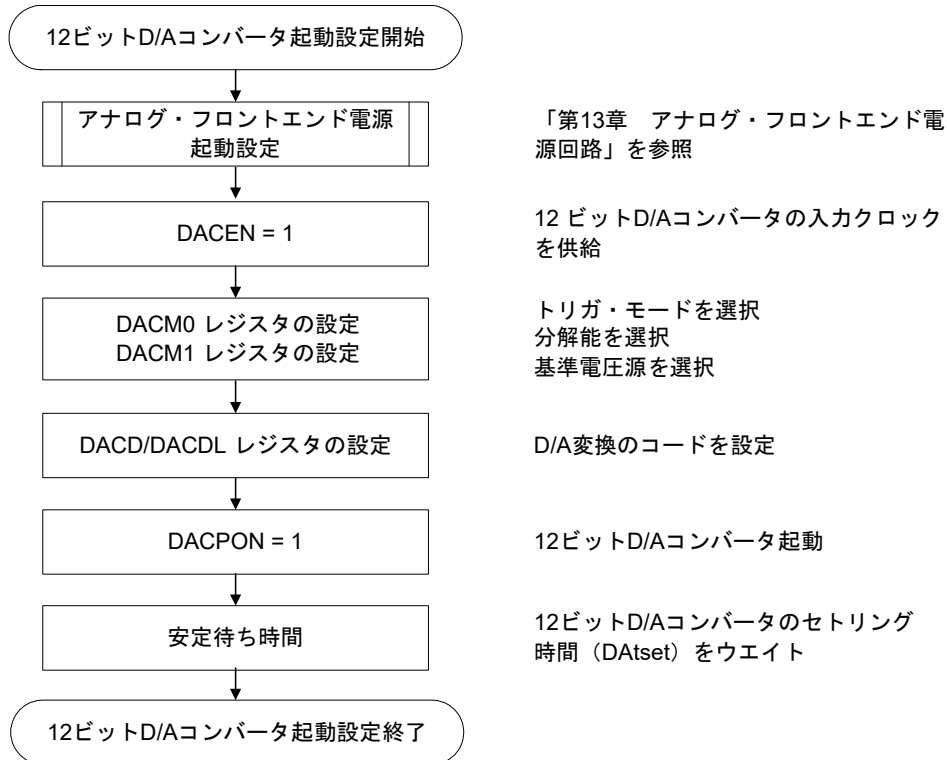 12ビットD/Aコンバータ起動設定開始
アナログ・フロントエンド電源
起動設定
「第13章　アナログ・フロントエンド電
源回路」を参照
DACEN = 1
12 ビットD/Aコンバータの入力クロック
を供給
DACM0 レジスタの設定
DACM1 レジスタの設定
トリガ・モードを選択
分解能を選択
基準電圧源を選択
DACD/DACDL レジスタの設定
D/A変換のコードを設定
DACPON = 1
12ビットD/Aコンバータ起動
安定待ち時間
12ビットD/Aコンバータのセトリング
時間（DAtset）をウエイト
12ビットD/Aコンバータ起動設定終了